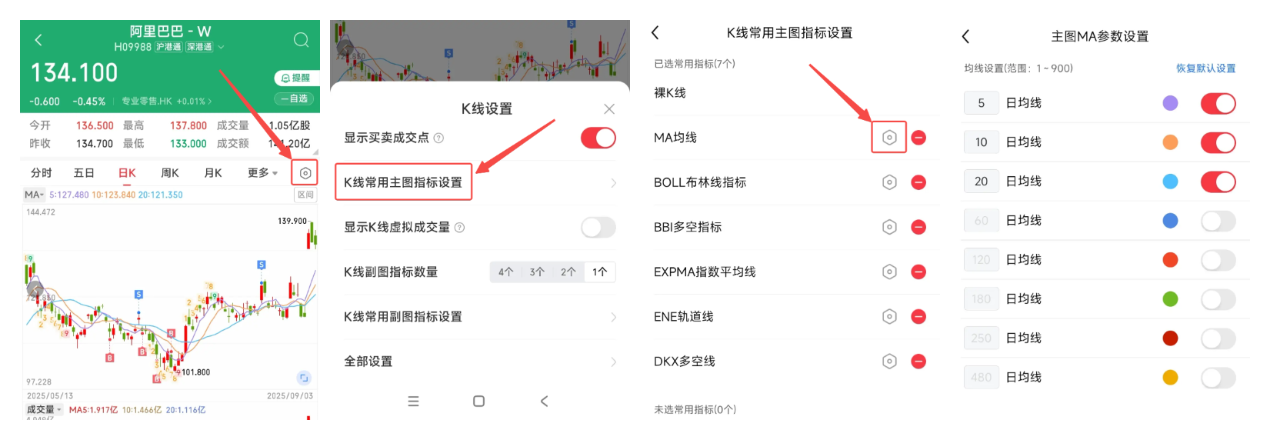 阿里巴巴 - W
H09988 沪港通 深港通
134.100
提醒
-0.600 -0.45% 专业零售.HK +0.01% >
一自选
今开 136.500 最高 137.800 成交量 1.05亿股
昨收 134.700 最低 133.000 成交额 141.20亿
分时 五日 日K 周K 月K 更多
MA 5:127.480 10:123.840 20:121.350 区间
144.472
139.900
101.800
97.228
2025/05/13 2025/09/03
成交量 MA5:1.917亿 10:1.466亿 20:1.116亿
K线设置
显示买卖成交点
K线常用主图指标设置
显示K线虚拟成交量
K线副图指标数量 4个 3个 2个 1个
K线常用副图指标设置
全部设置
K线常用主图指标设置
已选常用指标(7个)
裸K线
MA均线
BOLL布林线指标
BBI多空指标
EXPMA指数平均线
ENE轨道线
DKX多空线
未选常用指标(0个)
主图MA参数设置
均线设置(范围：1-900) 恢复默认设置
5 日均线
10 日均线
20 日均线
60 日均线
120 日均线
180 日均线
250 日均线
480 日均线